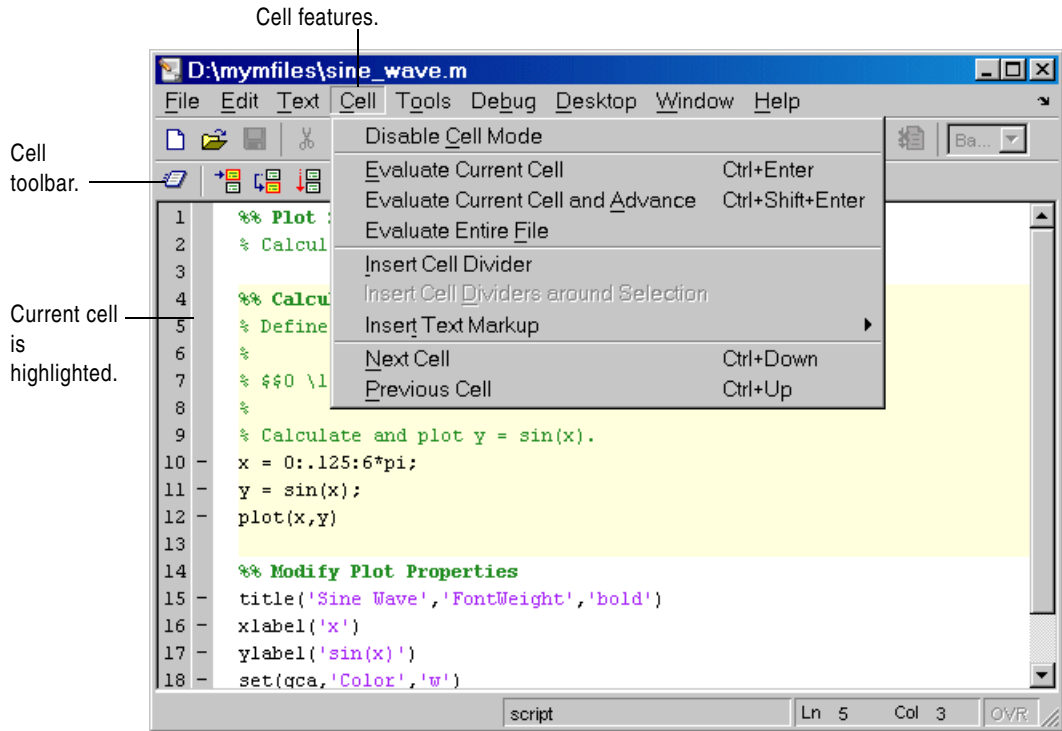 Cell features.
D:\mymfiles\sine_wave.m
File Edit Text Cell Tools Debug Desktop Window Help
Cell
toolbar.
Ba...
Disable Cell Mode
Evaluate Current Cell Ctrl+Enter
Evaluate Current Cell and Advance Ctrl+Shift+Enter
Evaluate Entire File
Insert Cell Divider
Insert Cell Dividers around Selection
Insert Text Markup
Next Cell Ctrl+Down
Previous Cell Ctrl+Up
Current cell
is
highlighted.
1 %% Plot
2 % Calcul
3
4 %% Calcu
5 % Define
6 %
7 % $$0 \l
8 %
9 % Calculate and plot y = sin(x).
10 - x = 0:.125:6*pi;
11 - y = sin(x);
12 - plot(x,y)
13
14 %% Modify Plot Properties
15 - title('Sine Wave','FontWeight','bold')
16 - xlabel('x')
17 - ylabel('sin(x)')
18 - set(gca,'Color','w')
script Ln 5 Col 3 OVR